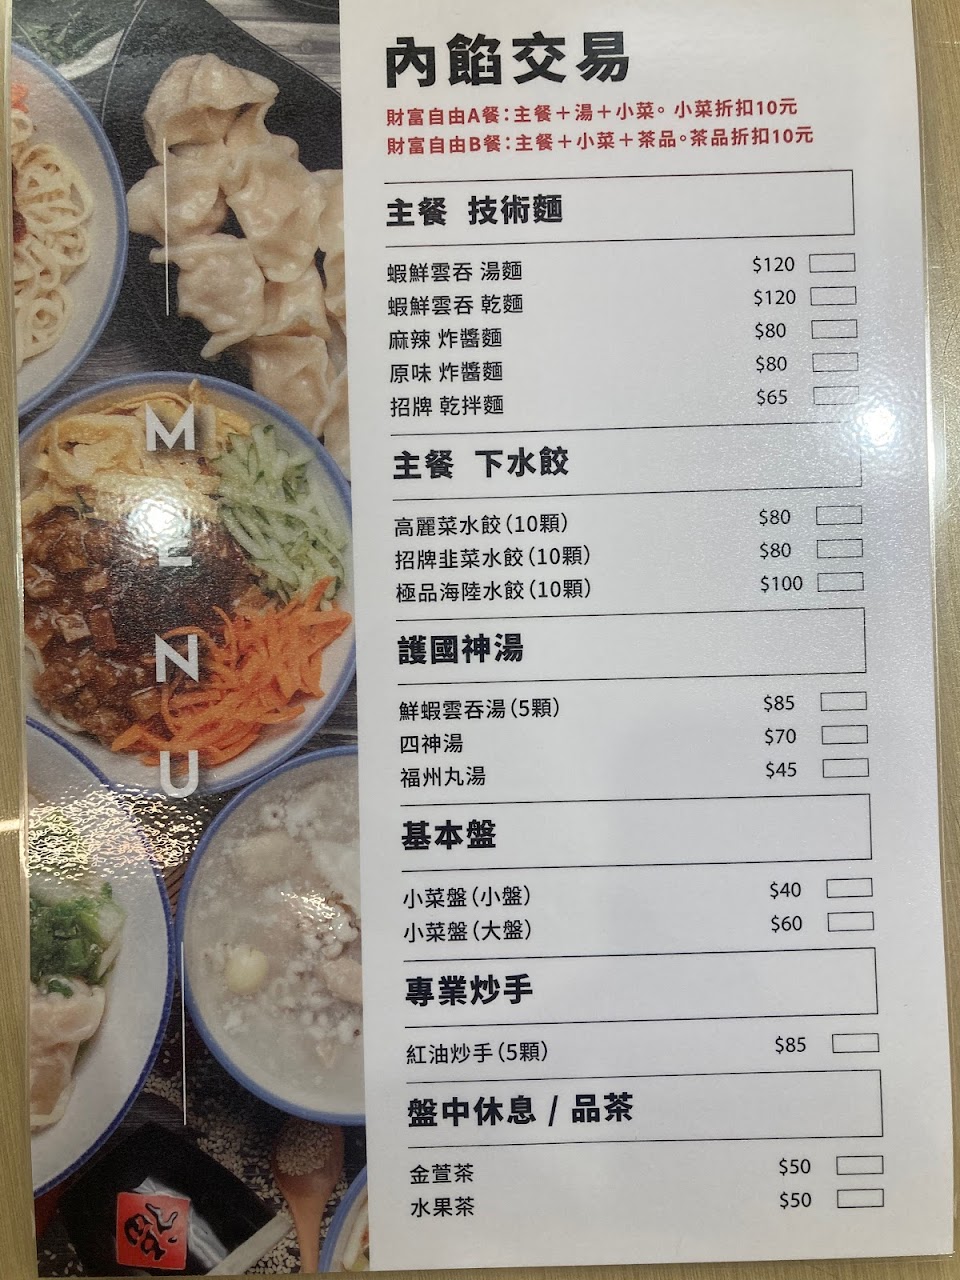 內餡交易
財富自由A餐：主餐＋湯＋小菜。小菜折扣10元
財富自由B餐：主餐＋小菜＋茶品。茶品折扣10元
主餐 技術麵
蝦鮮雲吞 湯麵 $120
蝦鮮雲吞 乾麵 $120
麻辣 炸醬麵 $80
原味 炸醬麵 $80
招牌 乾拌麵 $65
主餐 下水餃
高麗菜水餃（10顆） $80
招牌韭菜水餃（10顆） $80
極品海陸水餃（10顆） $100
護國神湯
鮮蝦雲吞湯（5顆） $85
四神湯 $70
福州丸湯 $45
基本盤
小菜盤（小盤） $40
小菜盤（大盤） $60
專業炒手
紅油炒手（5顆） $85
盤中休息 / 品茶
金萱茶 $50
水果茶 $50
MENU